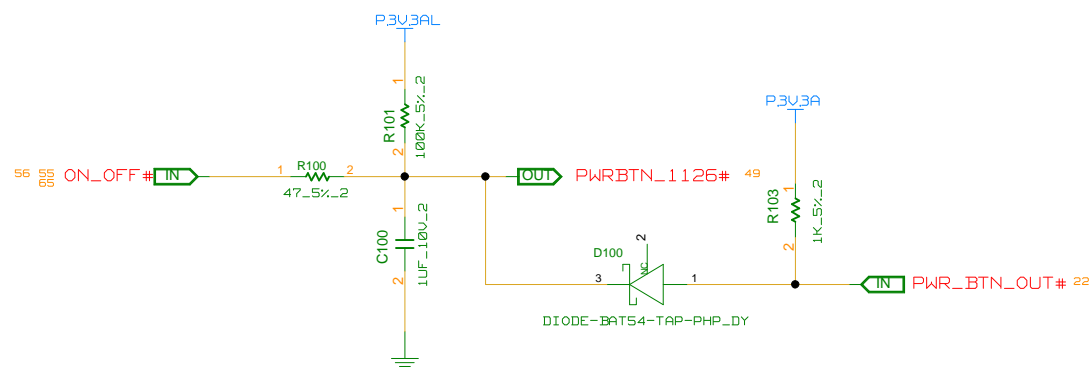 P3V3AL
1
R101
100K_5%_2
2
P3V3A
56 55
65
ON_OFF#
IN
1
R100
2
47_5%_2
OUT
PWRBTN_1126#
49
1
R103
1K_5%_2
2
1
C100
1UF_10V_2
2
2
D100
NC
3
1
IN
PWR_BTN_OUT#
22
DIODE-BAT54-TAP-PHP_DY